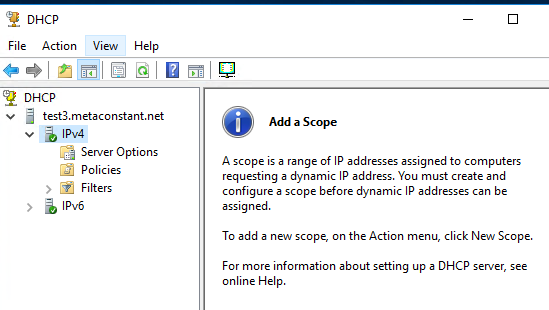 DHCP
File Action View Help
DHCP
test3.metaconstant.net
IPv4
Server Options
Policies
Filters
IPv6
Add a Scope
A scope is a range of IP addresses assigned to computers
requesting a dynamic IP address. You must create and
configure a scope before dynamic IP addresses can be
assigned.
To add a new scope, on the Action menu, click New Scope.
For more information about setting up a DHCP server, see
online Help.